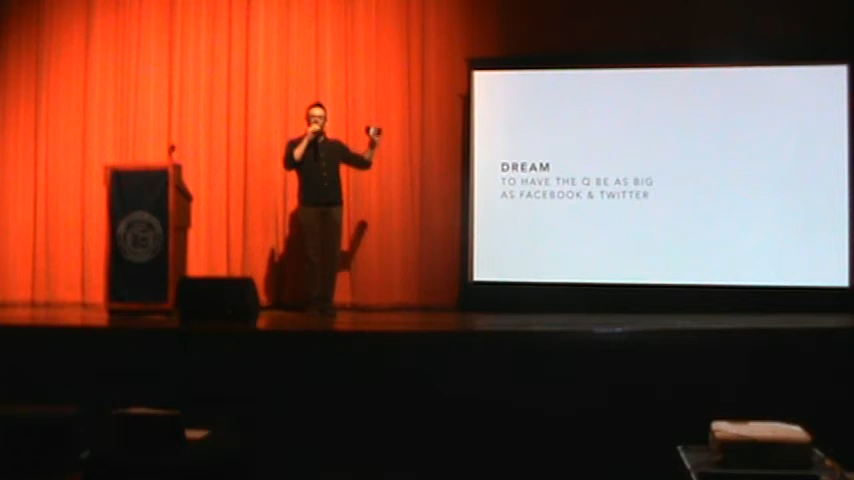 DREAM
TO HAVE THE Q BE AS BIG
AS FACEBOOK & TWITTER